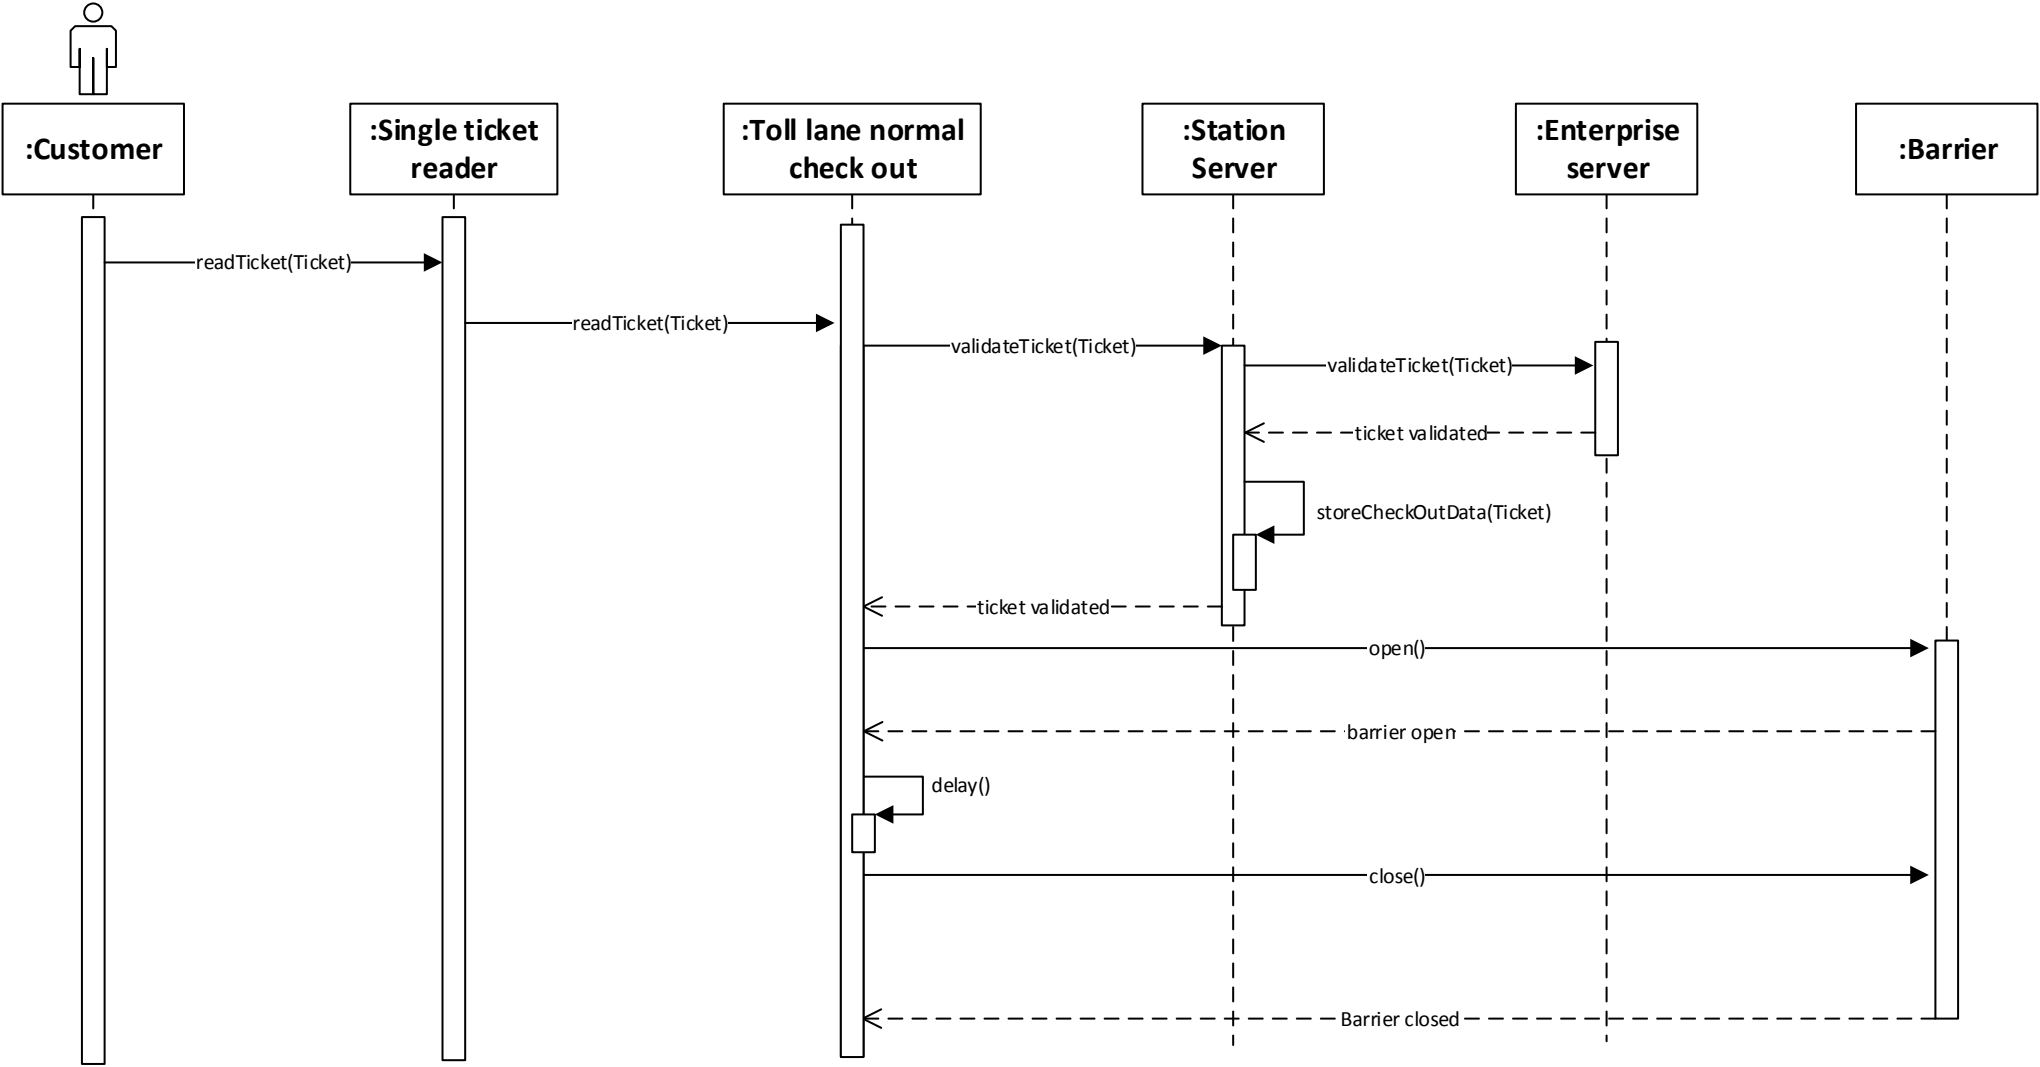 :Customer
:Single ticket
reader
:Toll lane normal
check out
:Station
Server
:Enterprise
server
:Barrier
readTicket(Ticket)
readTicket(Ticket)
validateTicket(Ticket)
validateTicket(Ticket)
ticket validated
storeCheckOutData(Ticket)
ticket validated
open()
barrier open
delay()
close()
Barrier closed